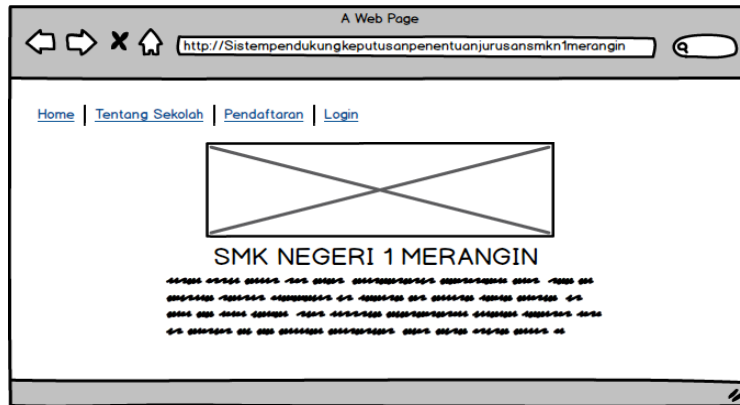 A Web Page
http://Sistempendukungkeputusanpenentuanjurusansmkn1merangin
Home | Tentang Sekolah | Pendaftaran | Login
SMK NEGERI 1 MERANGIN